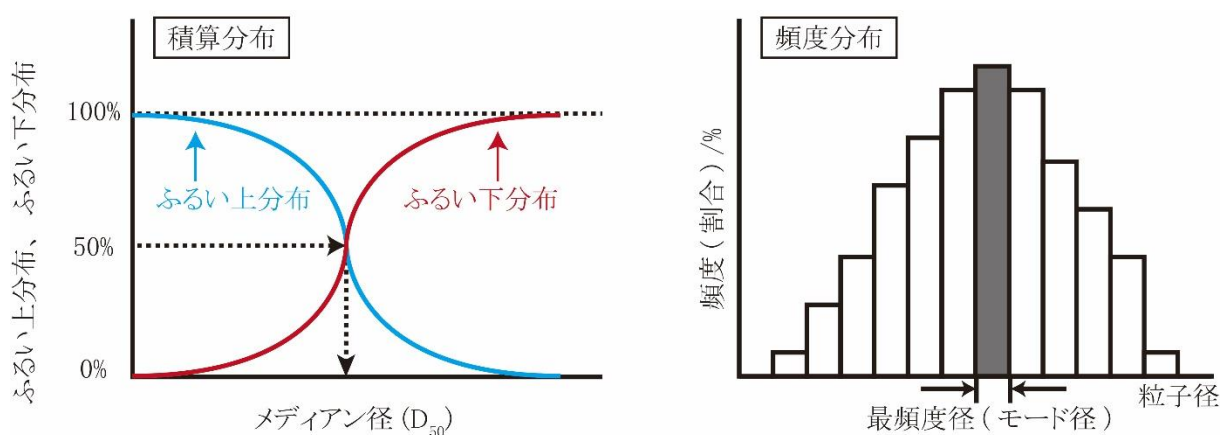 積算分布
ふるい上分布、ふるい下分布
100%
50%
0%
ふるい上分布
ふるい下分布
メディアン径(D50)
頻度分布
頻度(割合)/%
粒子径
最頻度径(モード径)